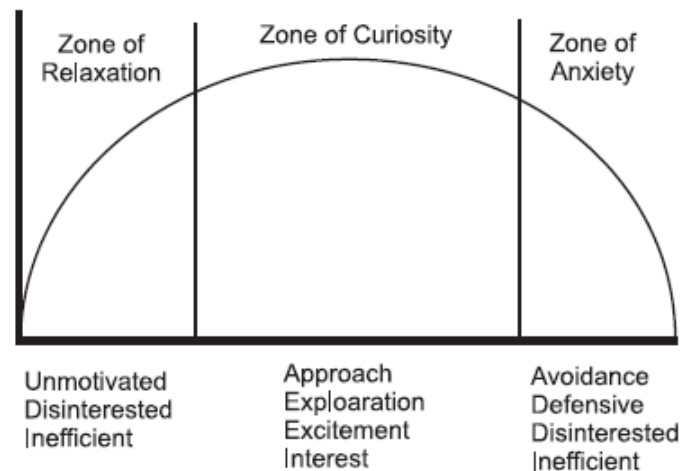 Zone of
Relaxation
Zone of Curiosity
Zone of
Anxiety
Unmotivated
Disinterested
Inefficient
Approach
Exploaration
Excitement
Interest
Avoidance
Defensive
Disinterested
Inefficient